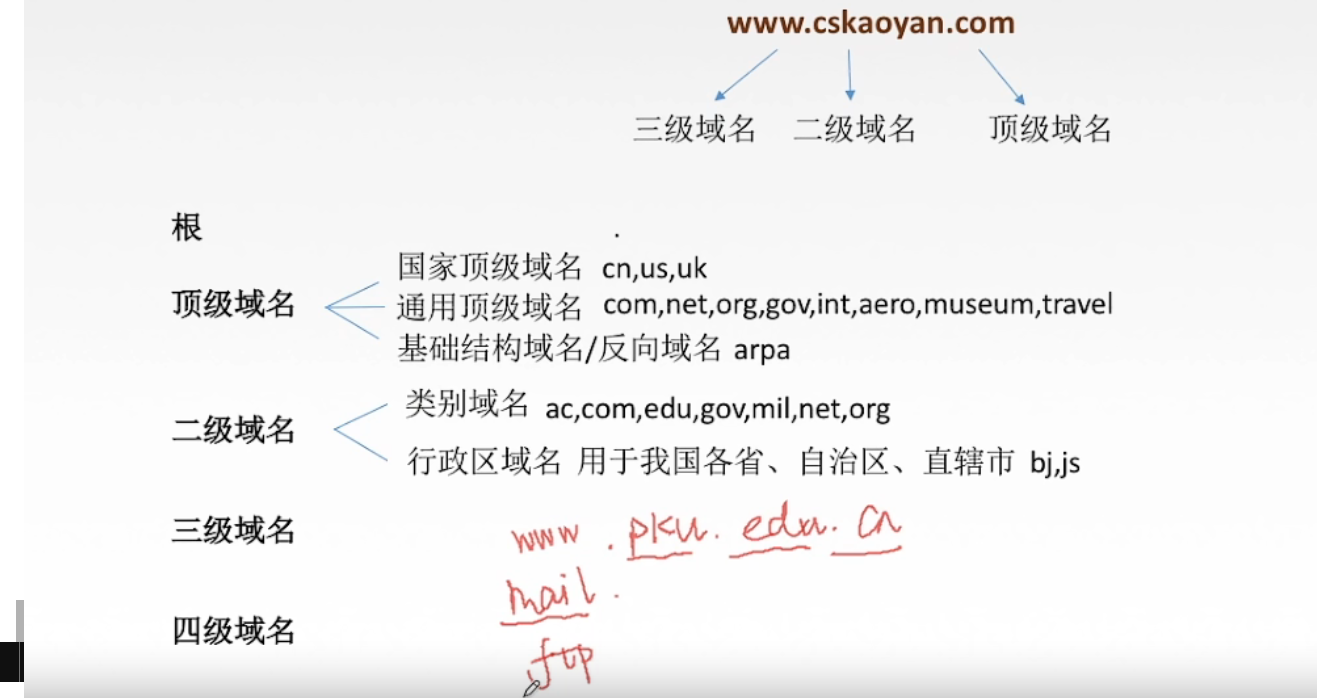 www.cskaoyan.com
三级域名 二级域名 顶级域名
根 .
国家顶级域名 cn,us,uk
顶级域名 通用顶级域名 com,net,org,gov,int,aero,museum,travel
基础结构域名/反向域名 arpa
类别域名 ac,com,edu,gov,mil,net,org
二级域名
行政区域名 用于我国各省、自治区、直辖市 bj,js
三级域名 www.pku.edu.cn
mail.
四级域名
ftp